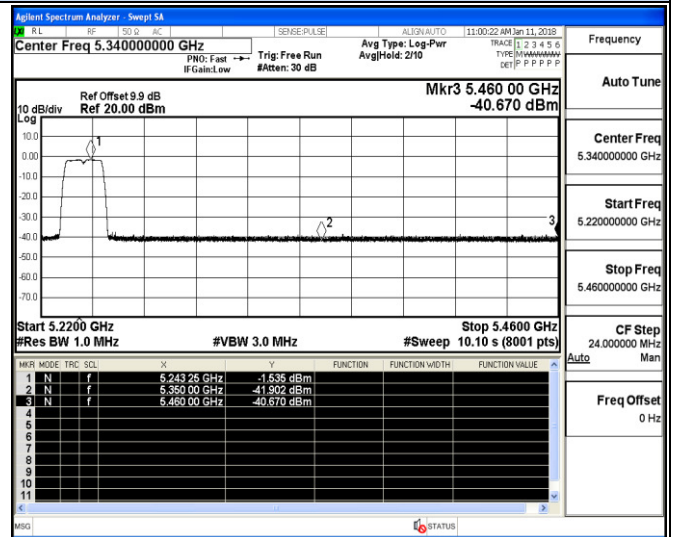 Agilent Spectrum Analyzer - Swept SA
RL RF 50 Ω AC SENSE:PULSE ALIGN AUTO 11:00:22 AM Jan 11, 2018
Center Freq 5.340000000 GHz Avg Type: Log-Pwr TRACE 1 2 3 4 5 6
PNO: Fast Trig: Free Run Avg|Hold: 2/10 TYPE MWWWWW
IFGain:Low #Atten: 30 dB DET P P P P P P
Mkr3 5.460 00 GHz
-40.670 dBm
Ref Offset 9.9 dB
10 dB/div Ref 20.00 dBm
Log
10.0
0.00
-10.0
-20.0
-30.0
-40.0
-50.0
-60.0
-70.0
1
2
3
Start 5.2200 GHz Stop 5.4600 GHz
#Res BW 1.0 MHz #VBW 3.0 MHz #Sweep 10.10 s (8001 pts)
MKR MODE TRC SCL X Y FUNCTION FUNCTION WIDTH FUNCTION VALUE
1 N f 5.243 25 GHz -1.535 dBm
2 N f 5.350 00 GHz -41.902 dBm
3 N f 5.460 00 GHz -40.670 dBm
4
5
6
7
8
9
10
11
MSG STATUS
Frequency
Auto Tune
Center Freq
5.340000000 GHz
Start Freq
5.220000000 GHz
Stop Freq
5.460000000 GHz
CF Step
24.000000 MHz
Auto Man
Freq Offset
0 Hz